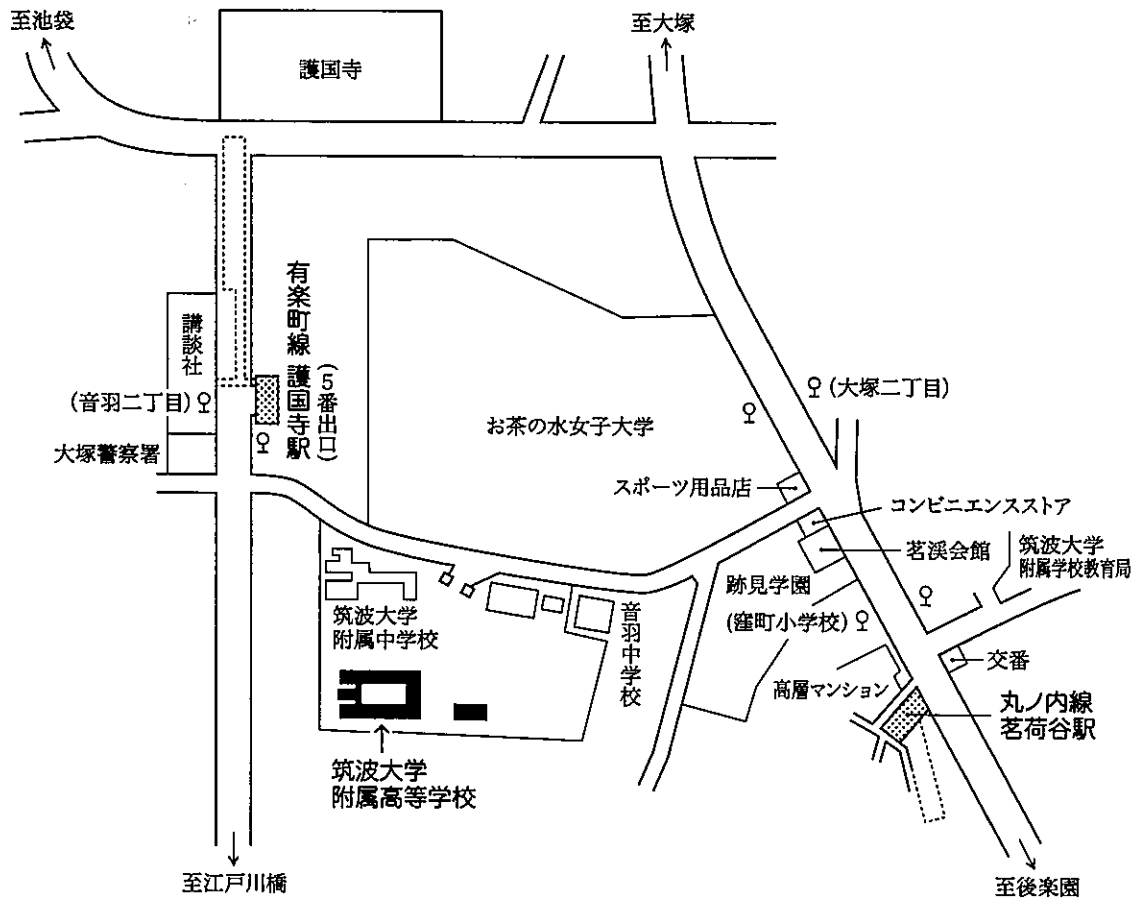 至池袋
至大塚
護国寺
有楽町線
護国寺駅
(5番出口)
講談社
(音羽二丁目)
大塚警察署
(大塚二丁目)
お茶の水女子大学
スポーツ用品店
コンビニエンスストア
茗渓会館
筑波大学
附属学校教育局
跡見学園
(窪町小学校)
筑波大学
附属中学校
音羽中学校
高層マンション
交番
丸ノ内線
茗荷谷駅
筑波大学
附属高等学校
至江戸川橋
至後楽園